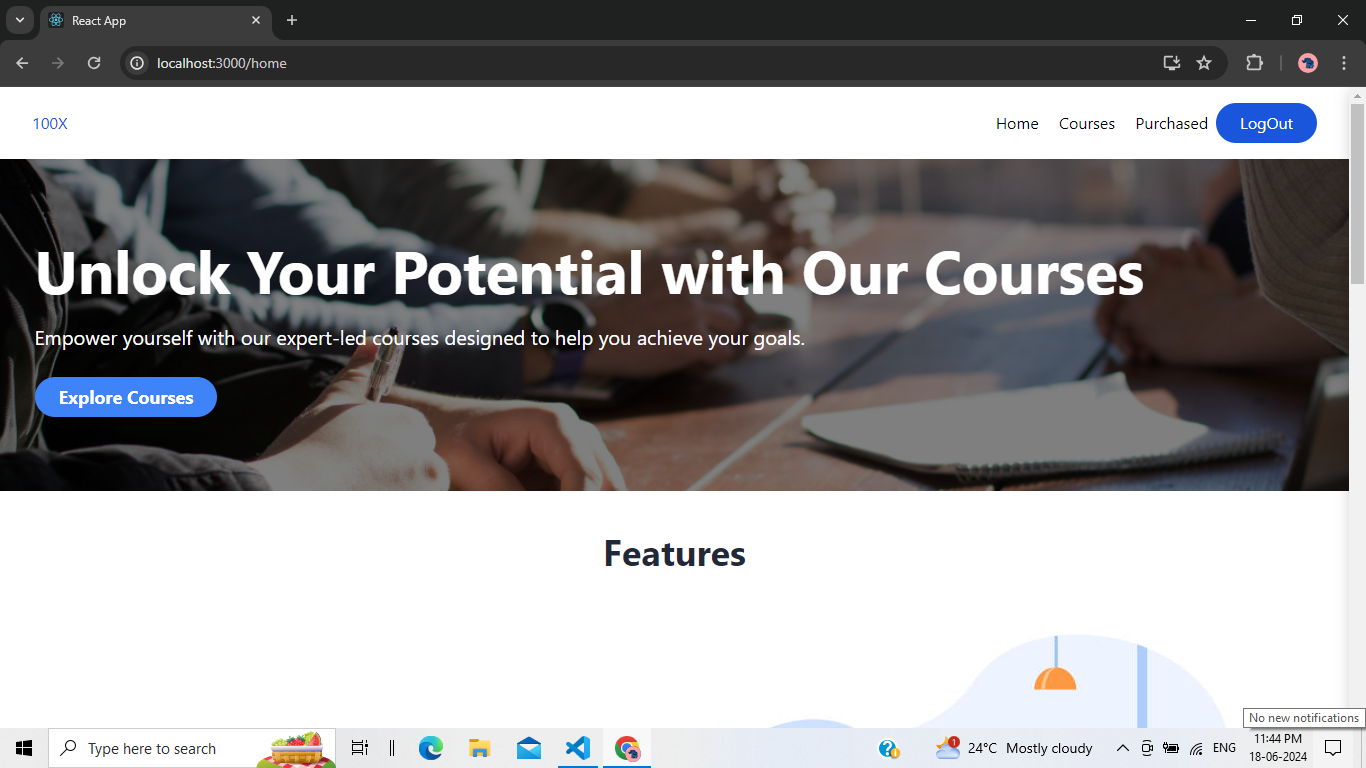 React App
localhost:3000/home
100X
Home Courses Purchased LogOut
Unlock Your Potential with Our Courses
Empower yourself with our expert-led courses designed to help you achieve your goals.
Explore Courses
Features
No new notifications
Type here to search
1
24°C Mostly cloudy
ENG
11:44 PM
18-06-2024